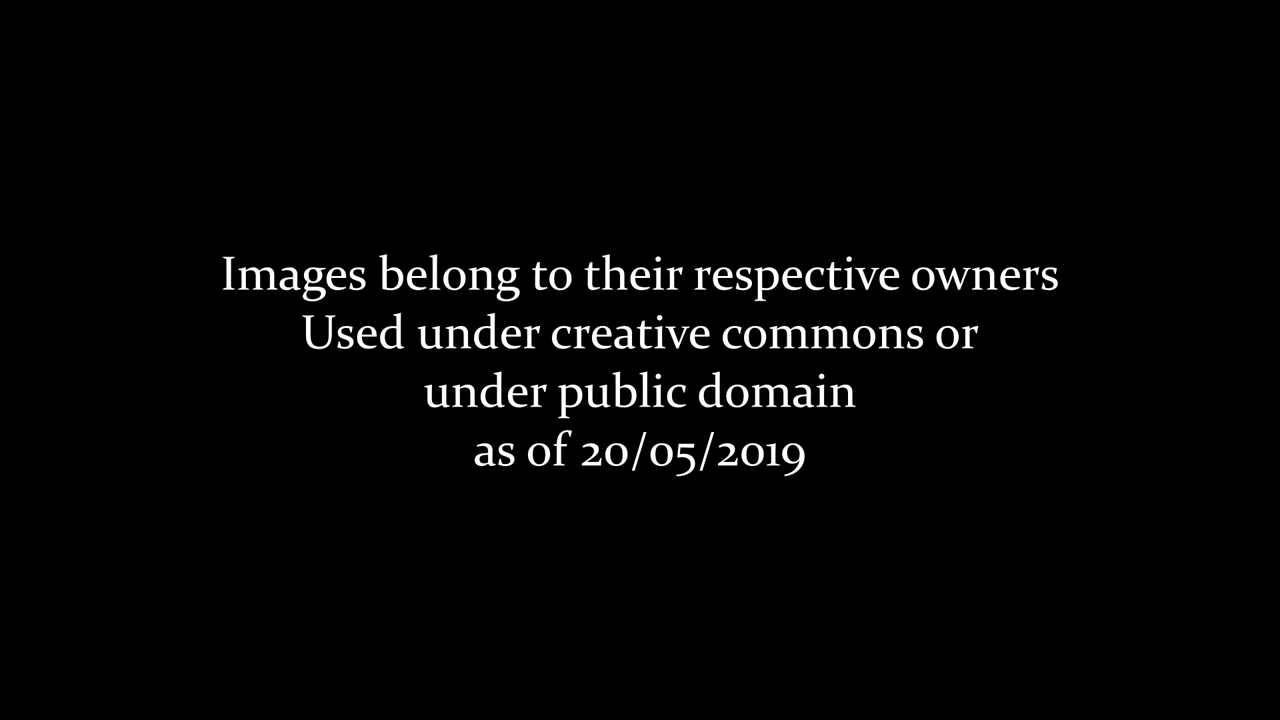 Images belong to their respective owners
Used under creative commons or
under public domain
as of 20/05/2019